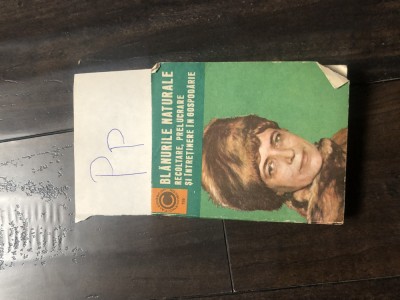 BLĂNURILE NATURALE
RECOLTARE, PRELUCRARE
ȘI ÎNTREȚINERE ÎN GOSPODĂRIE
PP